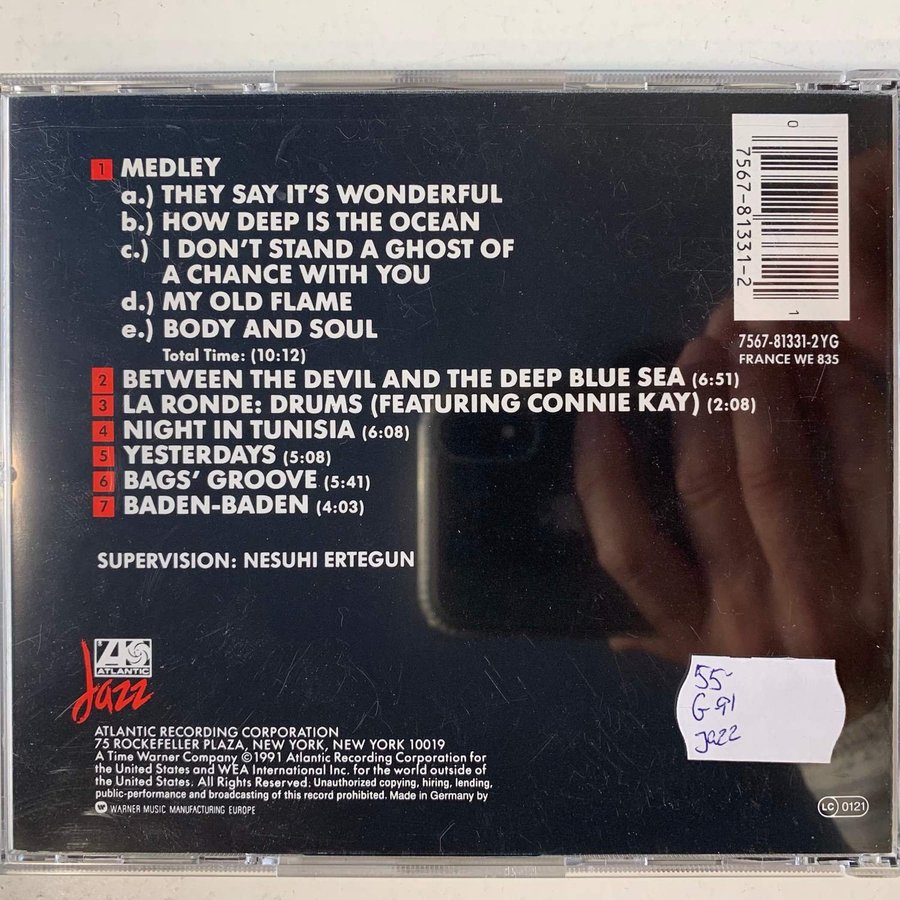 1 MEDLEY
a.) THEY SAY IT'S WONDERFUL
b.) HOW DEEP IS THE OCEAN
c.) I DON'T STAND A GHOST OF
A CHANCE WITH YOU
d.) MY OLD FLAME
e.) BODY AND SOUL
Total Time: (10:12)
2 BETWEEN THE DEVIL AND THE DEEP BLUE SEA (6:51)
3 LA RONDE: DRUMS (FEATURING CONNIE KAY) (2:08)
4 NIGHT IN TUNISIA (6:08)
5 YESTERDAYS (5:08)
6 BAGS' GROOVE (5:41)
7 BADEN-BADEN (4:03)
SUPERVISION: NESUHI ERTEGUN
0
7567-81331-2
1
7567-81331-2YG
FRANCE WE 835
ATLANTIC
Jazz
55-
G 91
Jazz
ATLANTIC RECORDING CORPORATION
75 ROCKEFELLER PLAZA, NEW YORK, NEW YORK 10019
A Time Warner Company ©1991 Atlantic Recording Corporation for
the United States and WEA International Inc. for the world outside of
the United States. All Rights Reserved. Unauthorized copying, hiring, lending,
public-performance and broadcasting of this record prohibited. Made in Germany by
WARNER MUSIC MANUFACTURING EUROPE
LC 0121